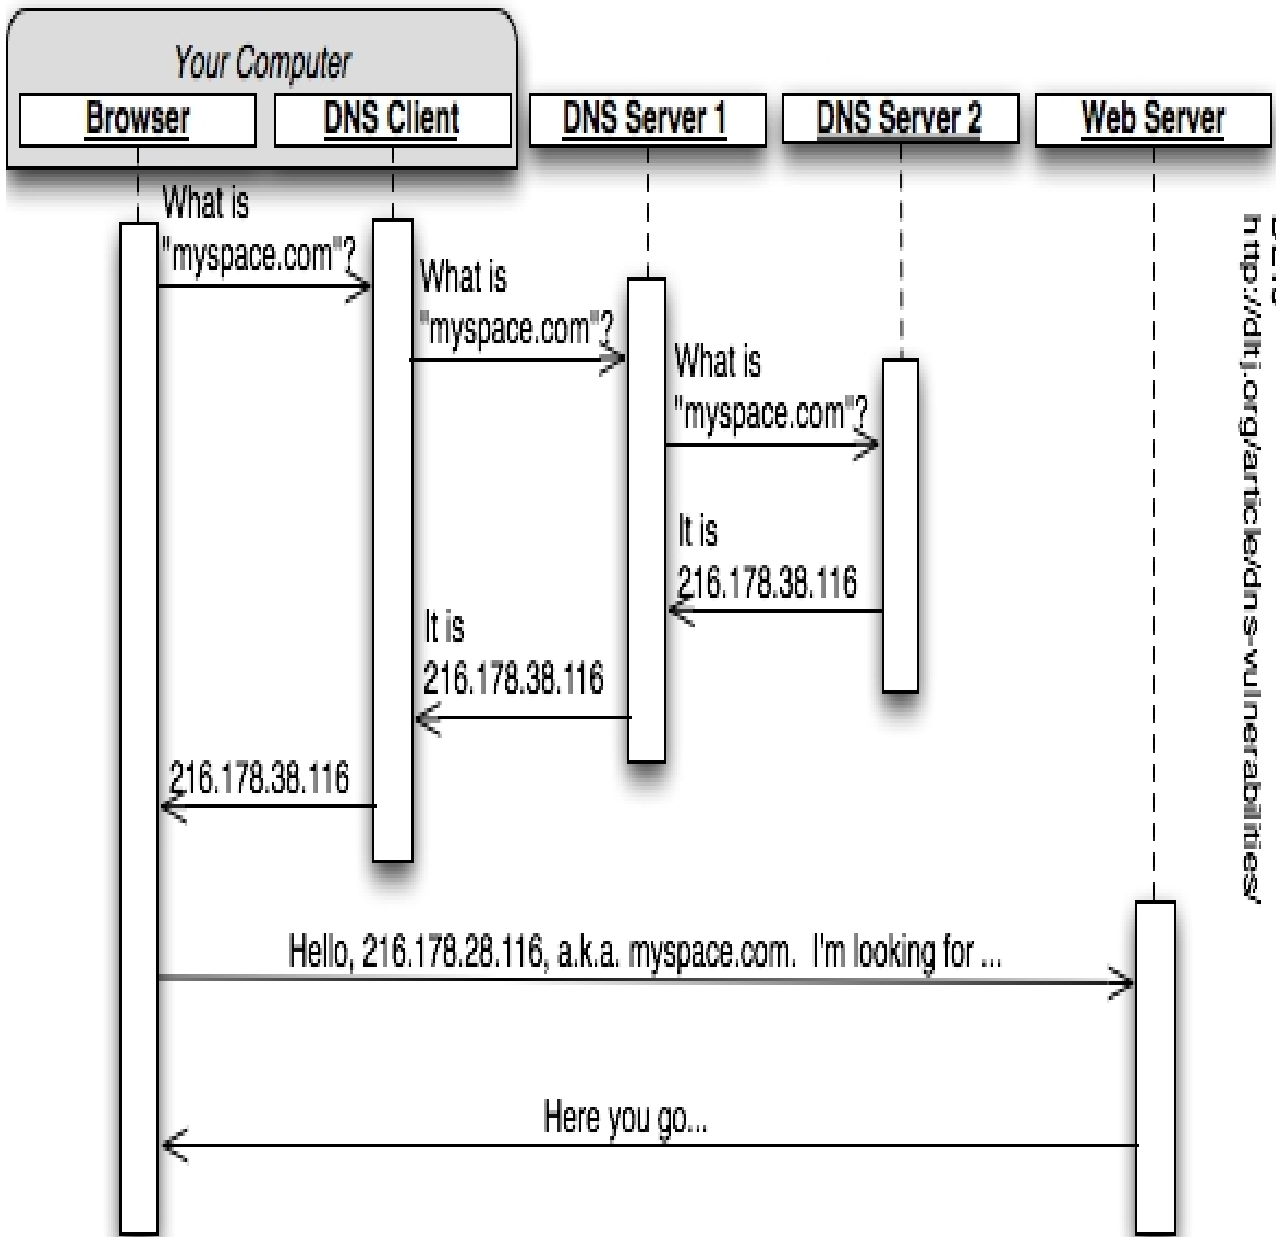 Your Computer
Browser
DNS Client
DNS Server 1
DNS Server 2
Web Server
What is
"myspace.com"?
What is
"myspace.com"?
What is
"myspace.com"?
It is
216.178.38.116
It is
216.178.38.116
216.178.38.116
Hello, 216.178.28.116, a.k.a. myspace.com. I'm looking for ...
Here you go...
http://dltj.org/article/dns-vulnerabilities/